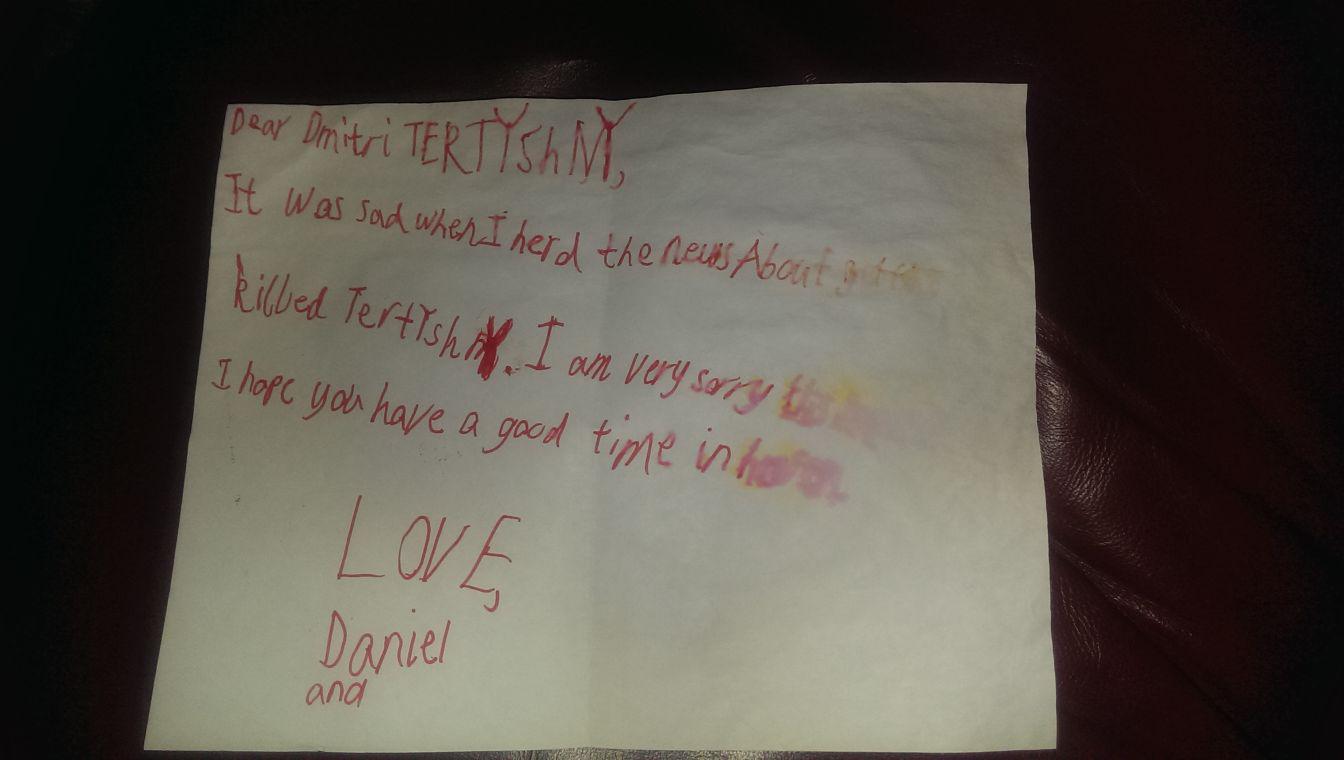 Dear Dmitri TERTYShNY,
It was sad when I herd the news About
killed TertYshnY. I am very sorry
I hope you have a good time in
LOVE,
Daniel
and